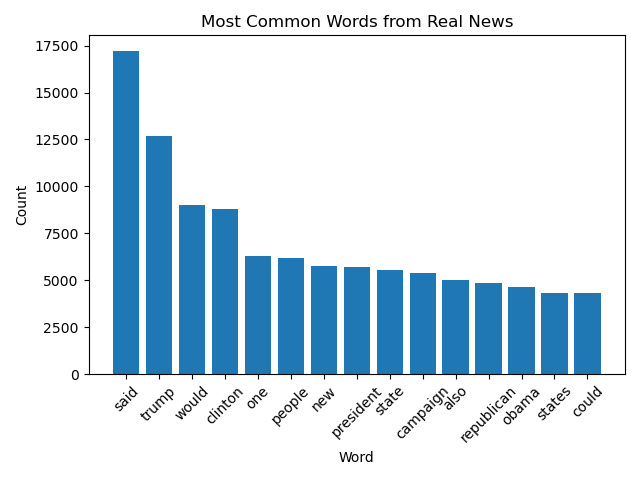 Most Common Words from Real News
Count
17500
15000
12500
10000
7500
5000
2500
0
said
trump
would
clinton
one
people
new
president
state
campaign
also
republican
obama
states
could
Word